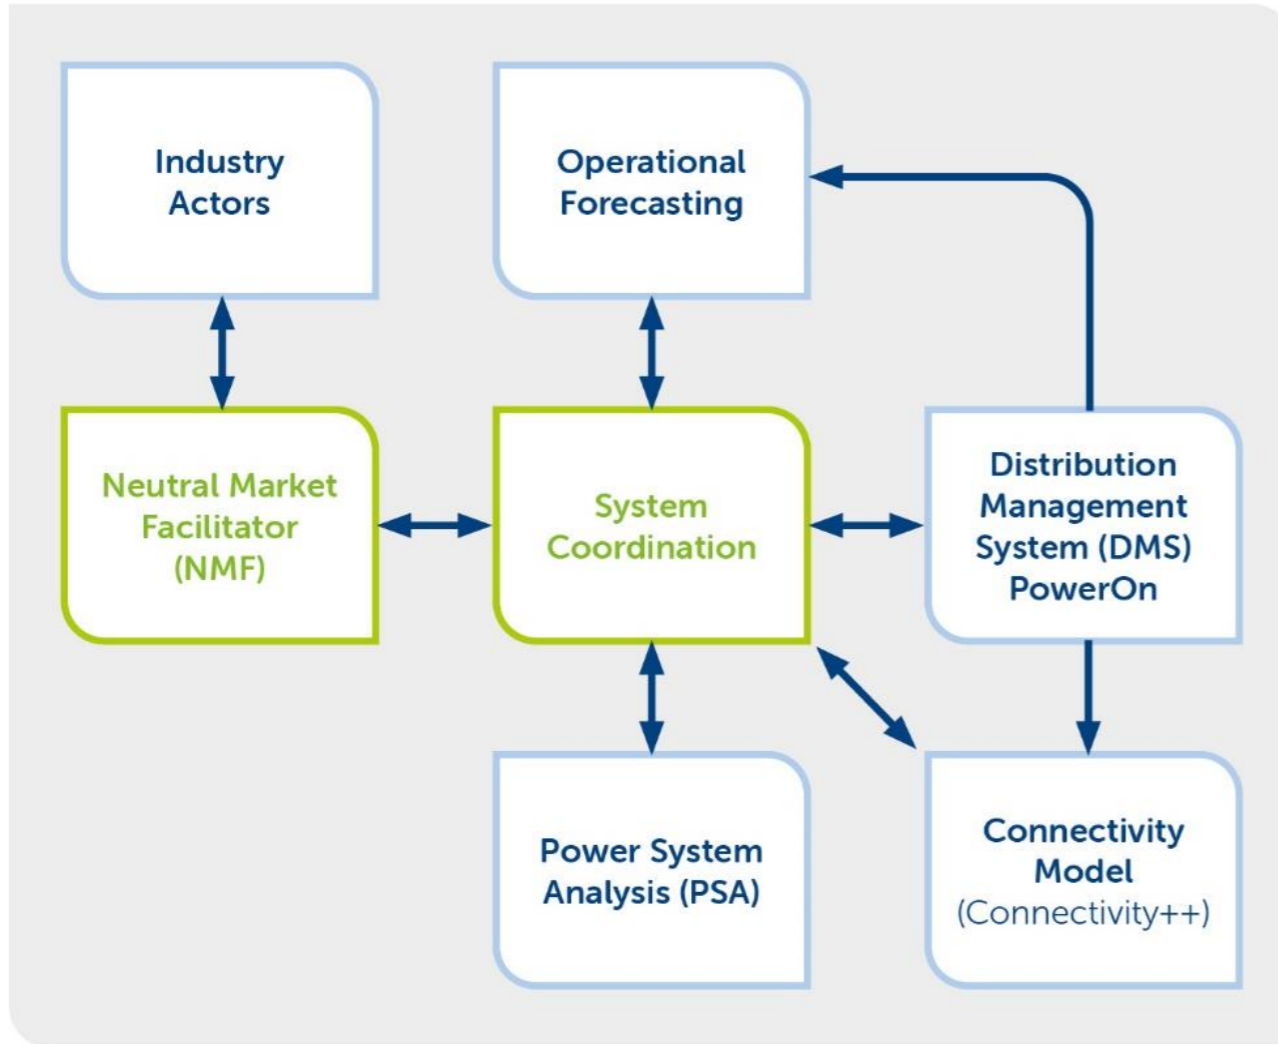 Industry
Actors
Operational
Forecasting
Neutral Market
Facilitator
(NMF)
System
Coordination
Distribution
Management
System (DMS)
PowerOn
Power System
Analysis (PSA)
Connectivity
Model
(Connectivity++)